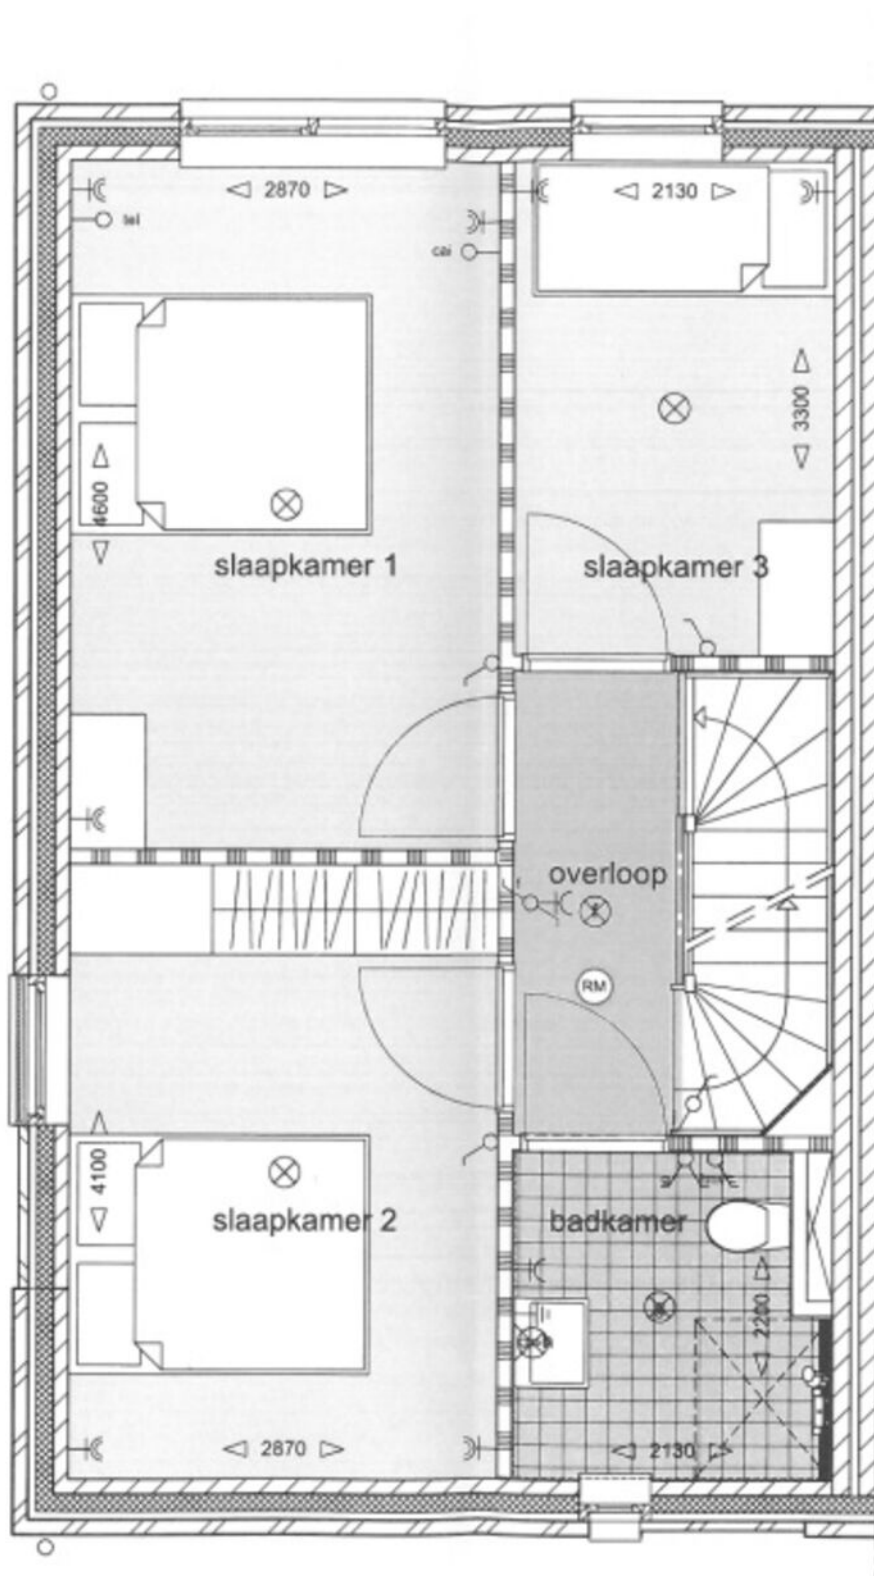 2870
2130
tel
cai
3300
4600
slaapkamer 1
slaapkamer 3
overloop
RM
4100
slaapkamer 2
badkamer
2200
2870
2130